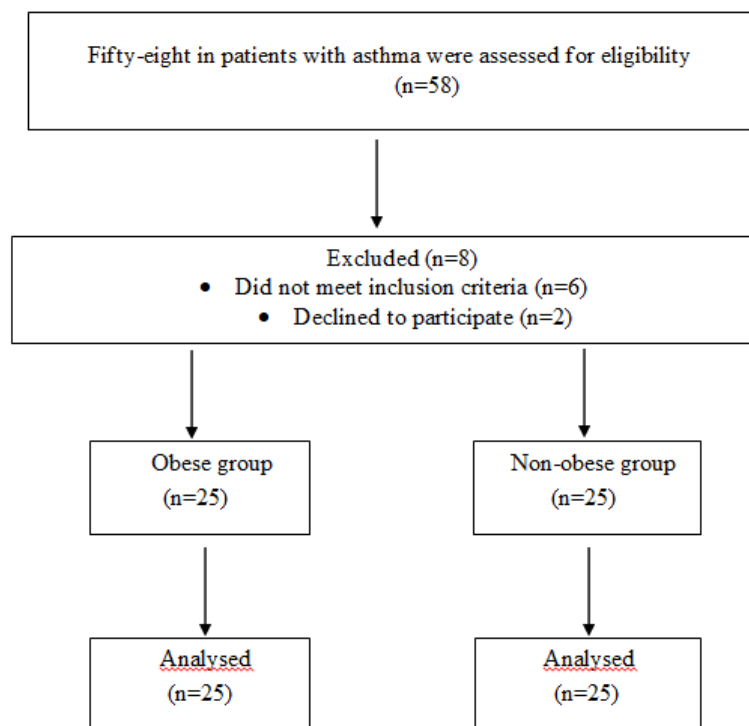 Fifty-eight in patients with asthma were assessed for eligibility
(n=58)
Excluded (n=8)
• Did not meet inclusion criteria (n=6)
• Declined to participate (n=2)
Obese group
(n=25)
Non-obese group
(n=25)
Analysed
(n=25)
Analysed
(n=25)